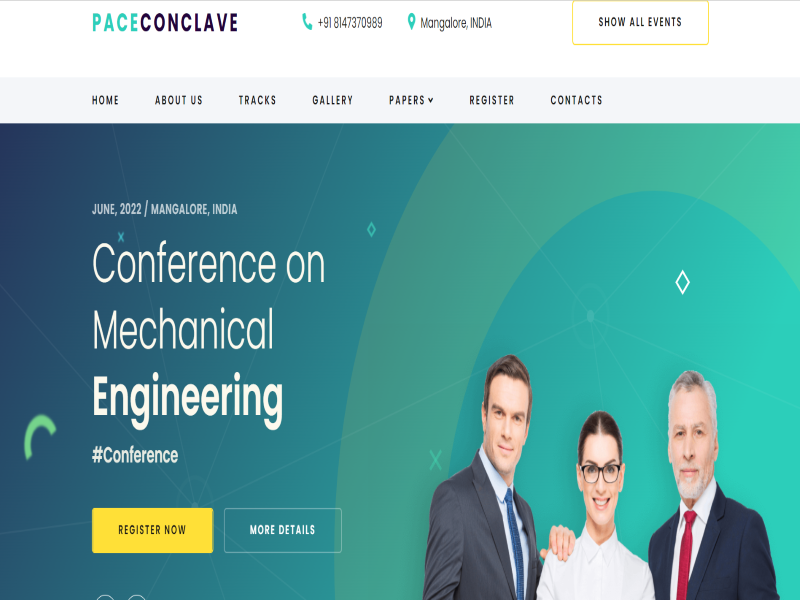 PACECONCLAVE
+91 8147370989
Mangalore, INDIA
SHOW ALL EVENTS
HOME
ABOUT US
TRACKS
GALLERY
PAPERS
REGISTER
CONTACTS
JUNE, 2022 / MANGALORE, INDIA
Conference on
Mechanical
Engineering
#Conference
REGISTER NOW
MORE DETAILS